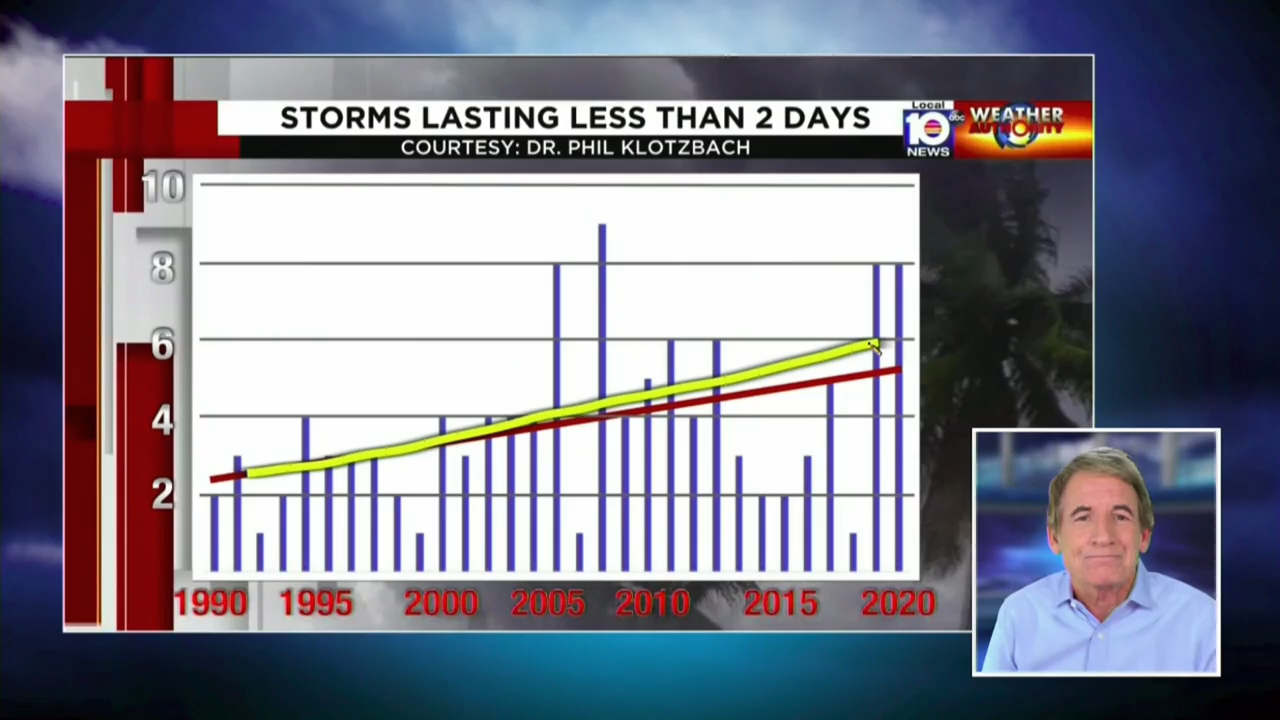 STORMS LASTING LESS THAN 2 DAYS
COURTESY: DR. PHIL KLOTZBACH
Local
10 abc
NEWS
WEATHER
AUTHORITY
10
8
6
4
2
1990 1995 2000 2005 2010 2015 2020